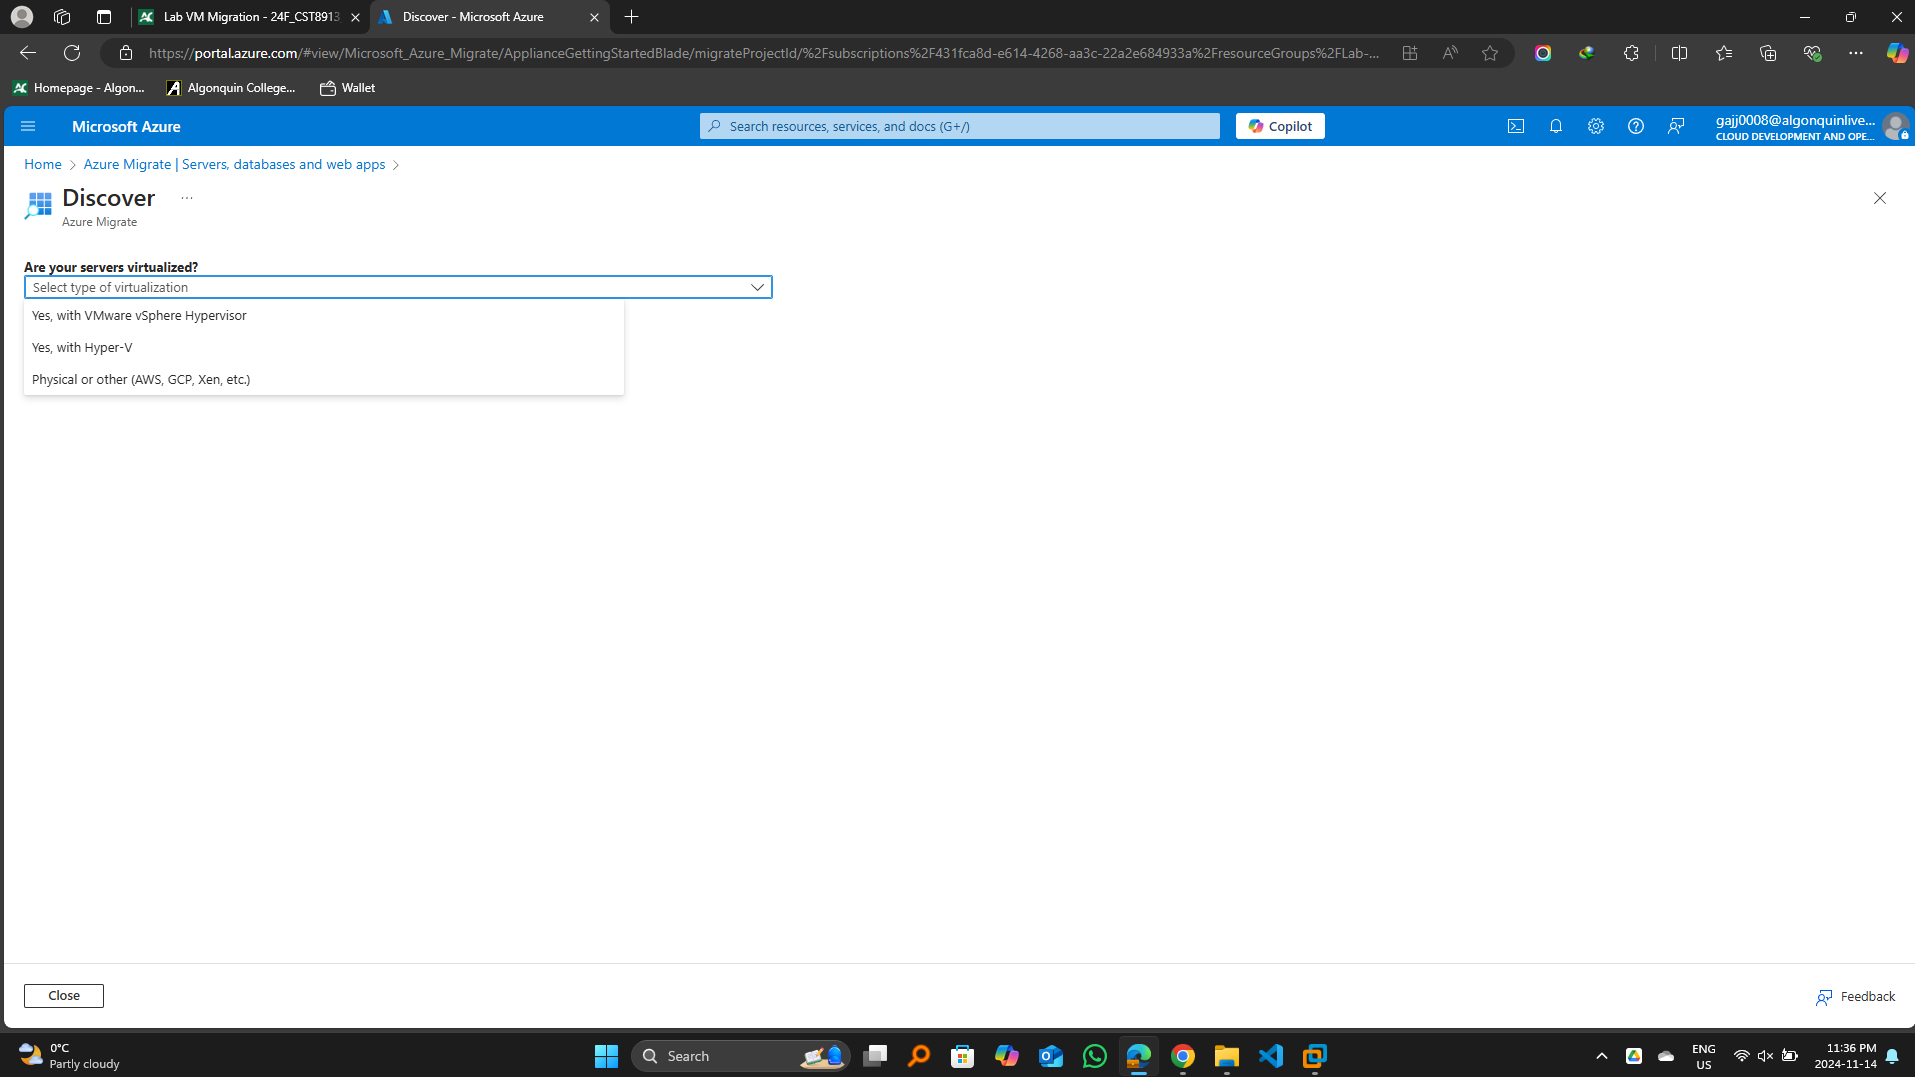 Lab VM Migration - 24F_CST8913
Discover - Microsoft Azure
https://portal.azure.com/#view/Microsoft_Azure_Migrate/ApplianceGettingStartedBlade/migrateProjectId/%2Fsubscriptions%2F431fca8d-e614-4268-aa3c-22a2e684933a%2FresourceGroups%2FLab-...
Homepage - Algon...
Algonquin College...
Wallet
Microsoft Azure
Search resources, services, and docs (G+/)
Copilot
gajj0008@algonquinlive...
CLOUD DEVELOPMENT AND OPE...
Home > Azure Migrate | Servers, databases and web apps >
Discover ...
Azure Migrate
Are your servers virtualized?
Select type of virtualization
Yes, with VMware vSphere Hypervisor
Yes, with Hyper-V
Physical or other (AWS, GCP, Xen, etc.)
Close
Feedback
0°C
Partly cloudy
Search
ENG
US
11:36 PM
2024-11-14